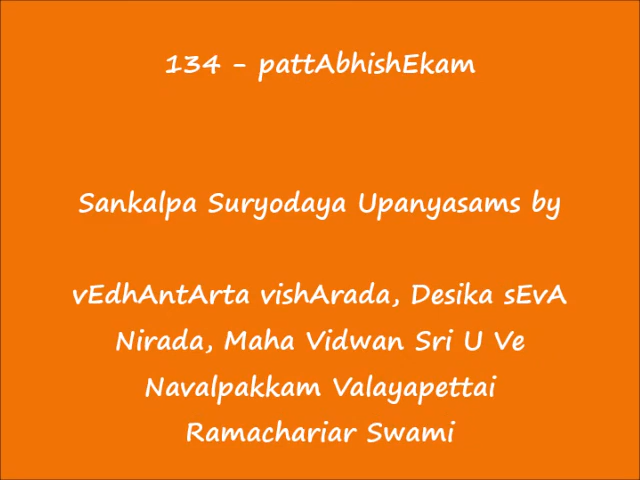 134 - pattAbhishEkam
Sankalpa Suryodaya Upanyasams by
vEdhAntArta vishArada, Desika sEvA
Nirada, Maha Vidwan Sri U Ve
Navalpakkam Valayapettai
Ramachariar Swami